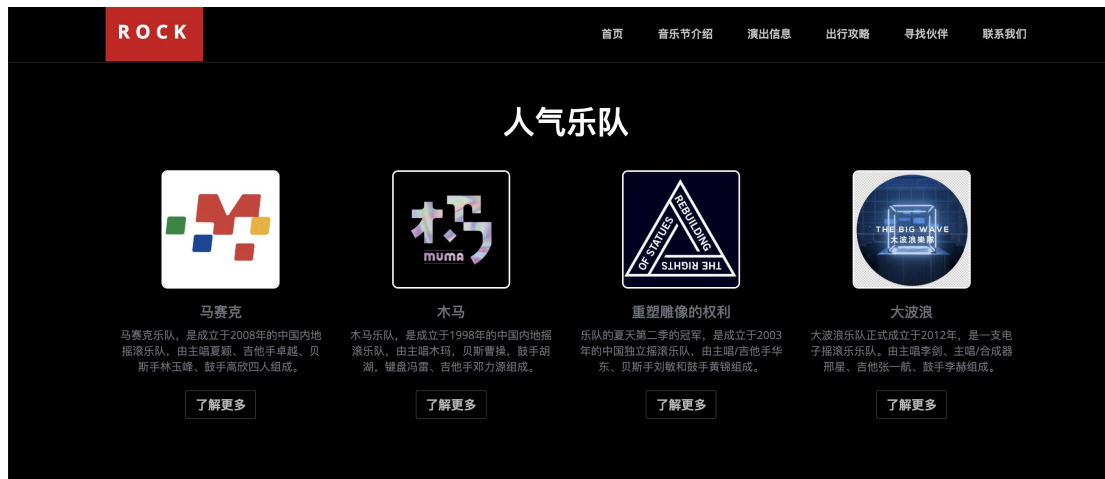 ROCK
首页 音乐节介绍 演出信息 出行攻略 寻找伙伴 联系我们
人气乐队
木玛
muma
REBUILDING
OF STATUES
THE RIGHTS
THE BIG WAVE
大波浪樂隊
马赛克
马赛克乐队，是成立于2008年的中国内地
摇滚乐队，由主唱夏颖、吉他手卓越、贝
斯手林玉峰、鼓手高欣四人组成。
了解更多
木马
木马乐队，是成立于1998年的中国内地摇
滚乐队，由主唱木玛，贝斯曹操，鼓手胡
湖，键盘冯雷、吉他手邓力源组成。
了解更多
重塑雕像的权利
乐队的夏天第二季的冠军，是成立于2003
年的中国独立摇滚乐队，由主唱/吉他手华
东、贝斯手刘敏和鼓手黄锦组成。
了解更多
大波浪
大波浪乐队正式成立于2012年，是一支电
子摇滚乐乐队。由主唱李剑、主唱/合成器
邢星、吉他张一航、鼓手李赫组成。
了解更多